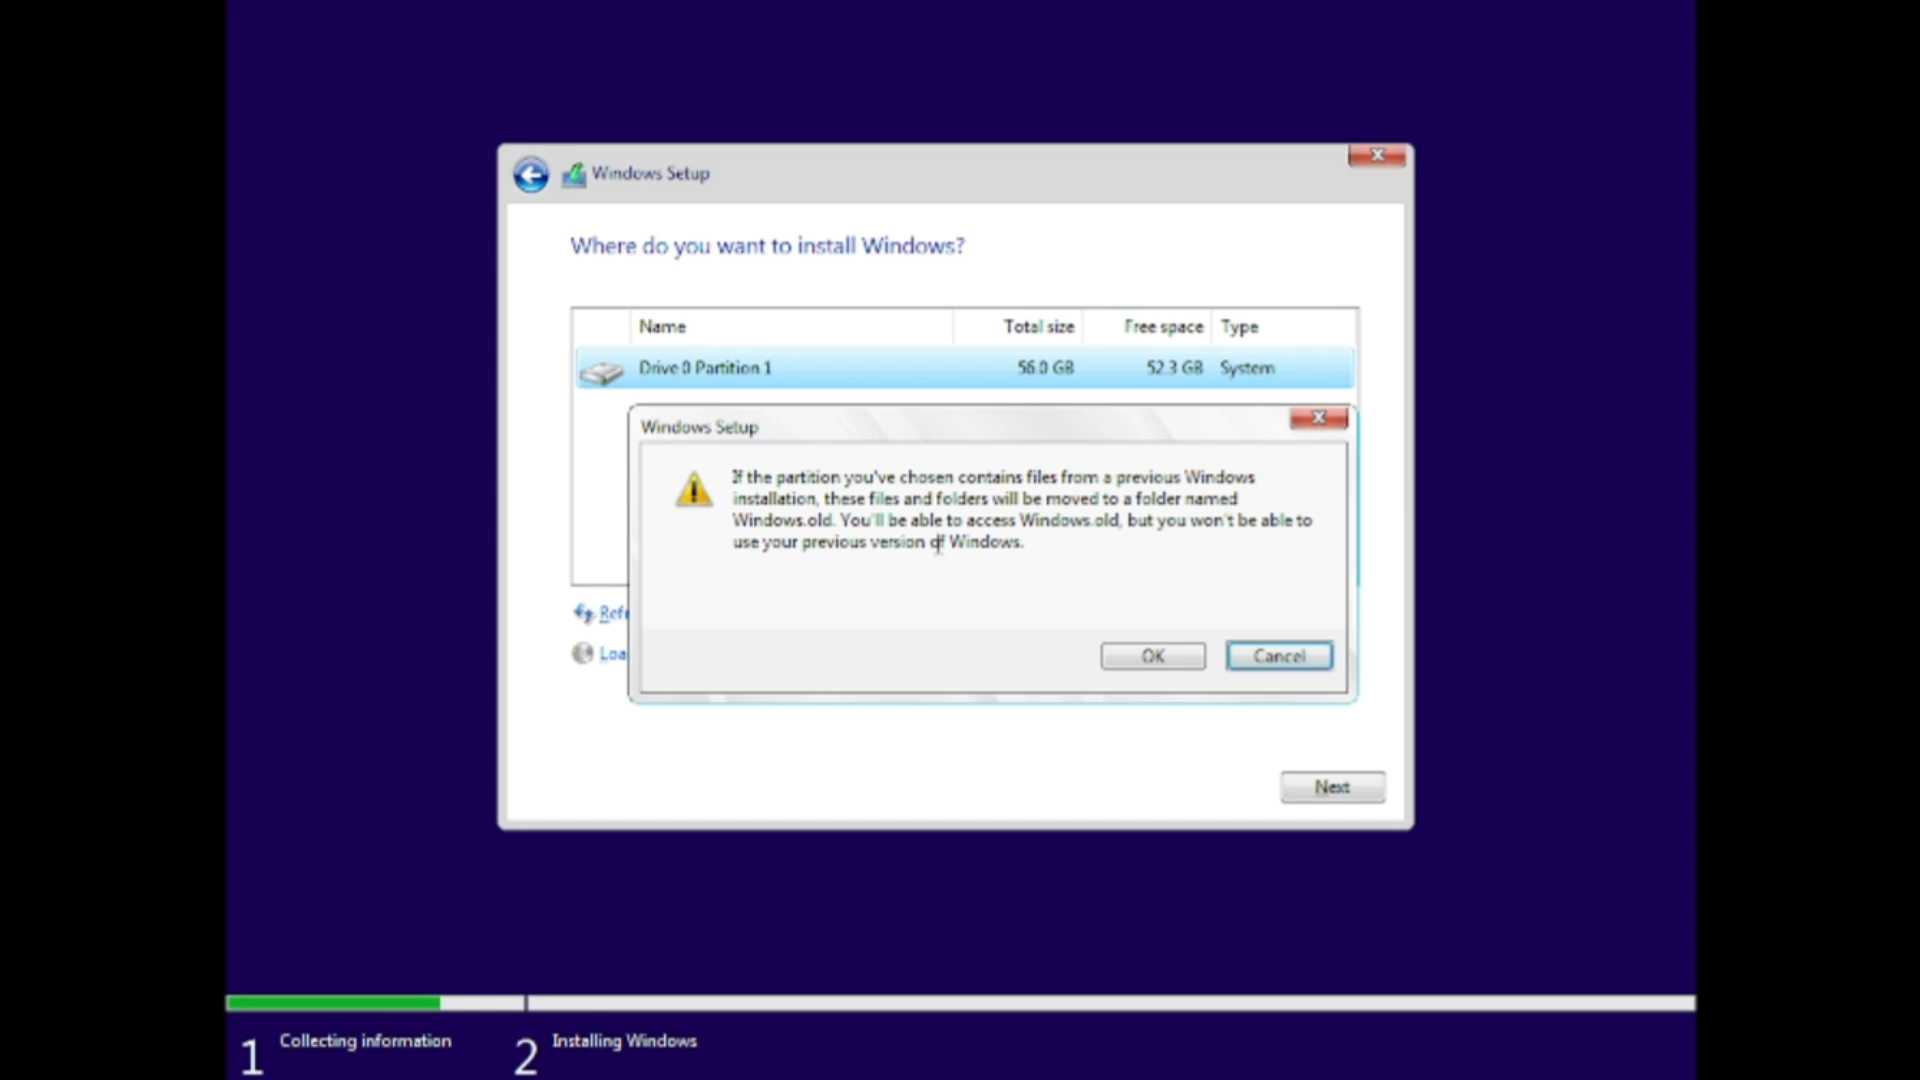 Windows Setup
Where do you want to install Windows?
Name Total size Free space Type
Drive 0 Partition 1 56.0 GB 52.3 GB System
Windows Setup
If the partition you've chosen contains files from a previous Windows
installation, these files and folders will be moved to a folder named
Windows.old. You'll be able to access Windows.old, but you won't be able to
use your previous version of Windows.
Refr
Loa
OK Cancel
Next
1 Collecting information 2 Installing Windows